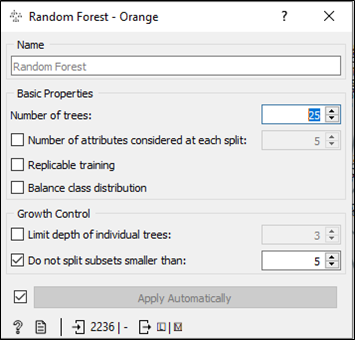 Random Forest - Orange
Name
Random Forest
Basic Properties
Number of trees: 25
Number of attributes considered at each split: 5
Replicable training
Balance class distribution
Growth Control
Limit depth of individual trees: 3
Do not split subsets smaller than: 5
Apply Automatically
? 2236 | - |